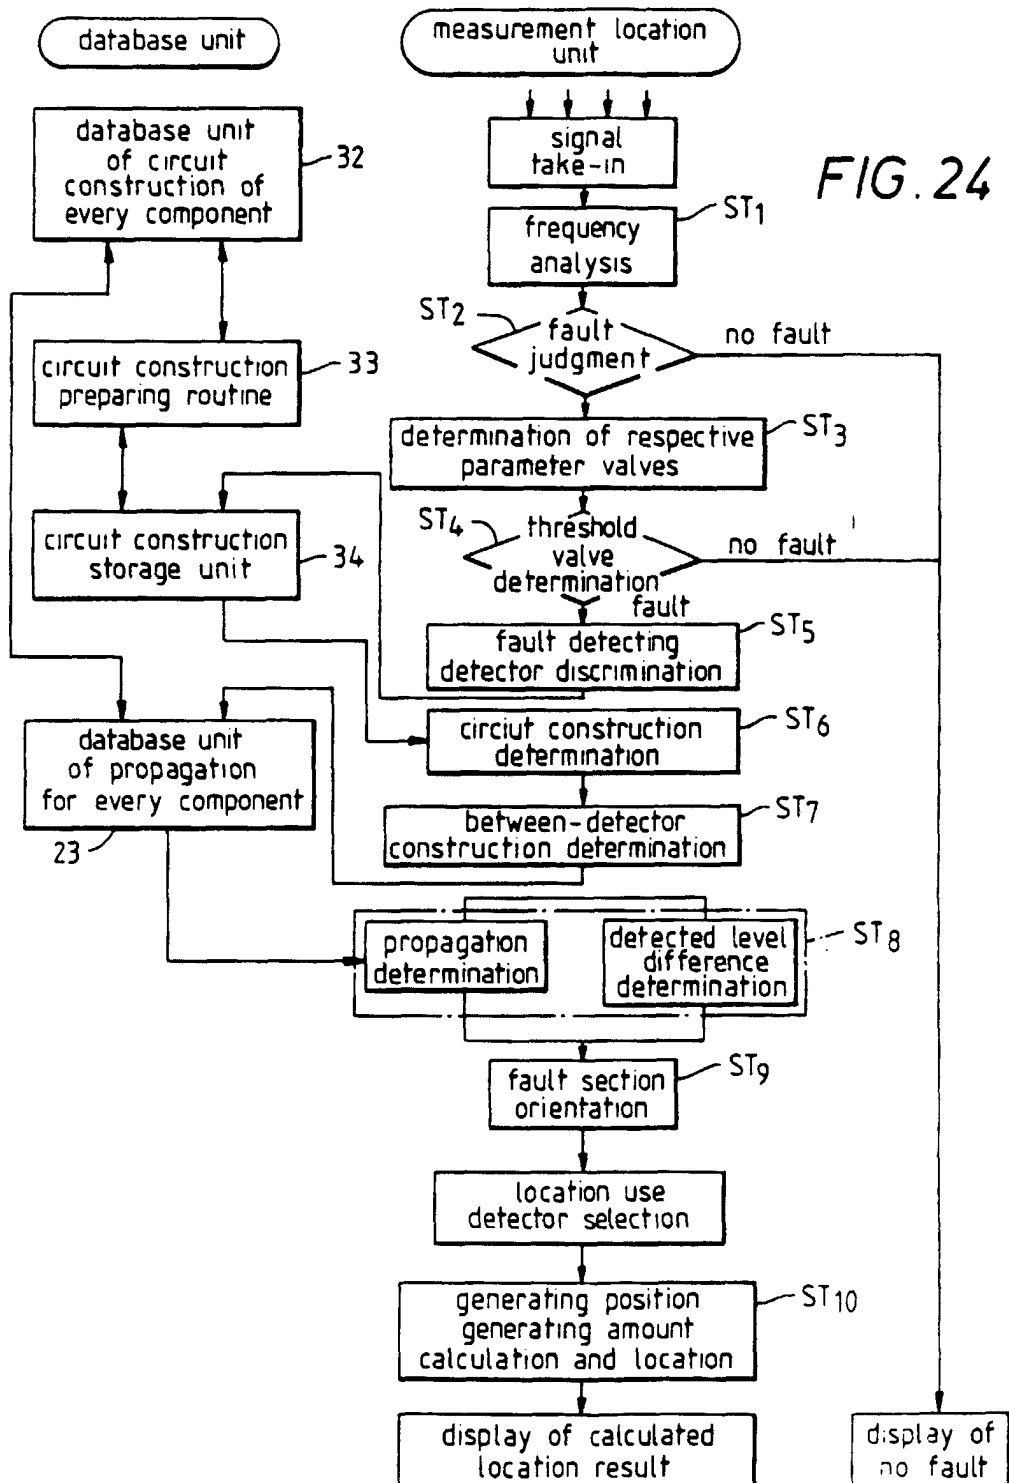 database unit
measurement location
unit
database unit
of circuit
construction of
every component
32
signal
take-in
FIG. 24
ST1
frequency
analysis
ST2
fault
judgment
no fault
circuit construction
preparing routine
33
determination of respective
parameter valves
ST3
ST4
threshold
valve
determination
no fault
fault
circuit construction
storage unit
34
fault detecting
detector discrimination
ST5
circiut construction
determination
ST6
database unit
of propagation
for every component
23
between-detector
construction determination
ST7
propagation
determination
detected level
difference
determination
ST8
fault section
orientation
ST9
location use
detector selection
generating position
generating amount
calculation and location
ST10
display of calculated
location result
display of
no fault